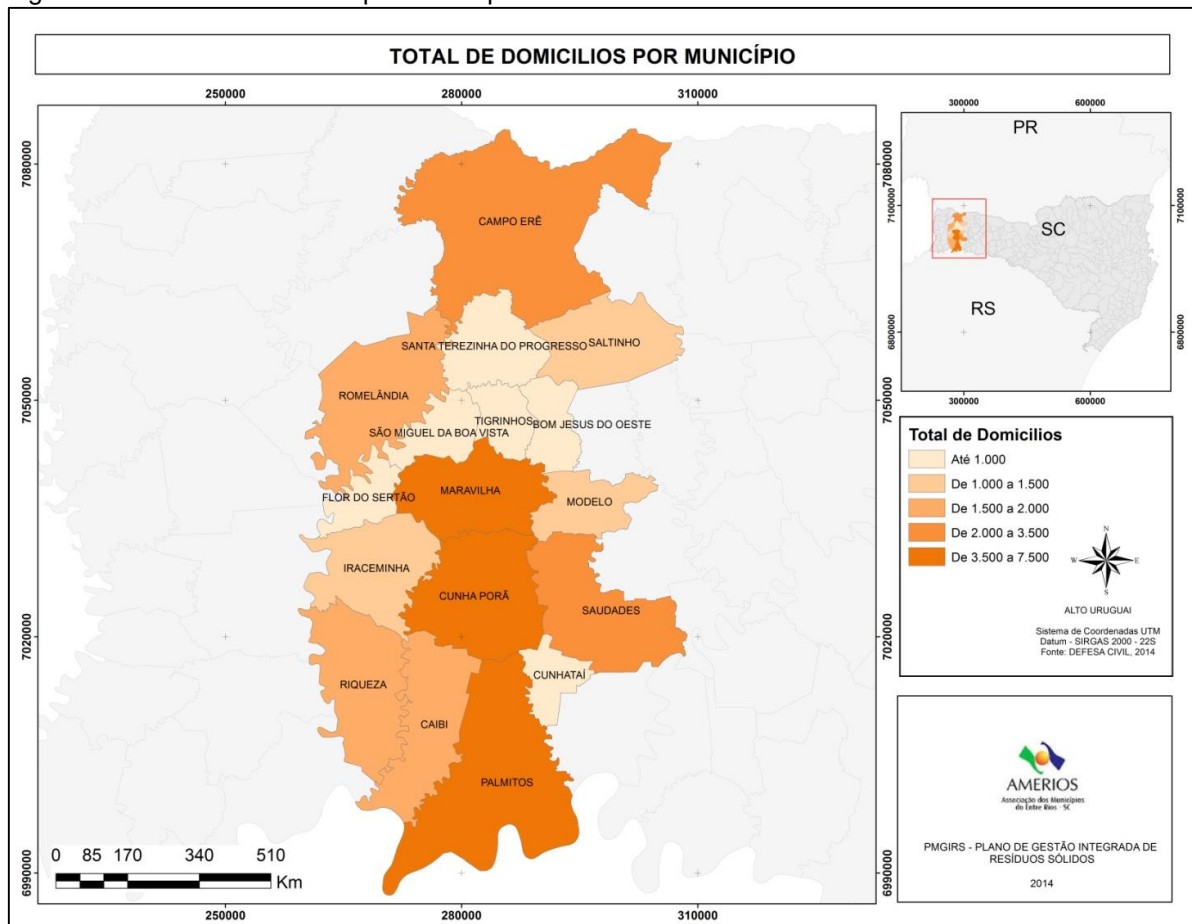 TOTAL DE DOMICILIOS POR MUNICÍPIO
250000 280000 310000
7080000
7050000
7020000
6990000
CAMPO ERÊ
SANTA TEREZINHA DO PROGRESSO
SALTINHO
ROMELÂNDIA
TIGRINHOS
BOM JESUS DO OESTE
SÃO MIGUEL DA BOA VISTA
FLOR DO SERTÃO
MARAVILHA
MODELO
IRACEMINHA
CUNHA PORÃ
SAUDADES
CUNHATAÍ
RIQUEZA
CAIBI
PALMITOS
0 85 170 340 510
Km
7080000
7050000
7020000
6990000
250000 280000 310000
300000 600000
PR
7100000
7100000
SC
RS
6800000
6800000
300000 600000
Total de Domicilios
Até 1.000
De 1.000 a 1.500
De 1.500 a 2.000
De 2.000 a 3.500
De 3.500 a 7.500
N
W E
S
ALTO URUGUAI
Sistema de Coordenadas UTM
Datum - SIRGAS 2000 - 22S
Fonte: DEFESA CIVIL, 2014
AMERIOS
Associação dos Municípios
do Entre Rios - SC
PMGIRS - PLANO DE GESTÃO INTEGRADA DE
RESÍDUOS SÓLIDOS
2014